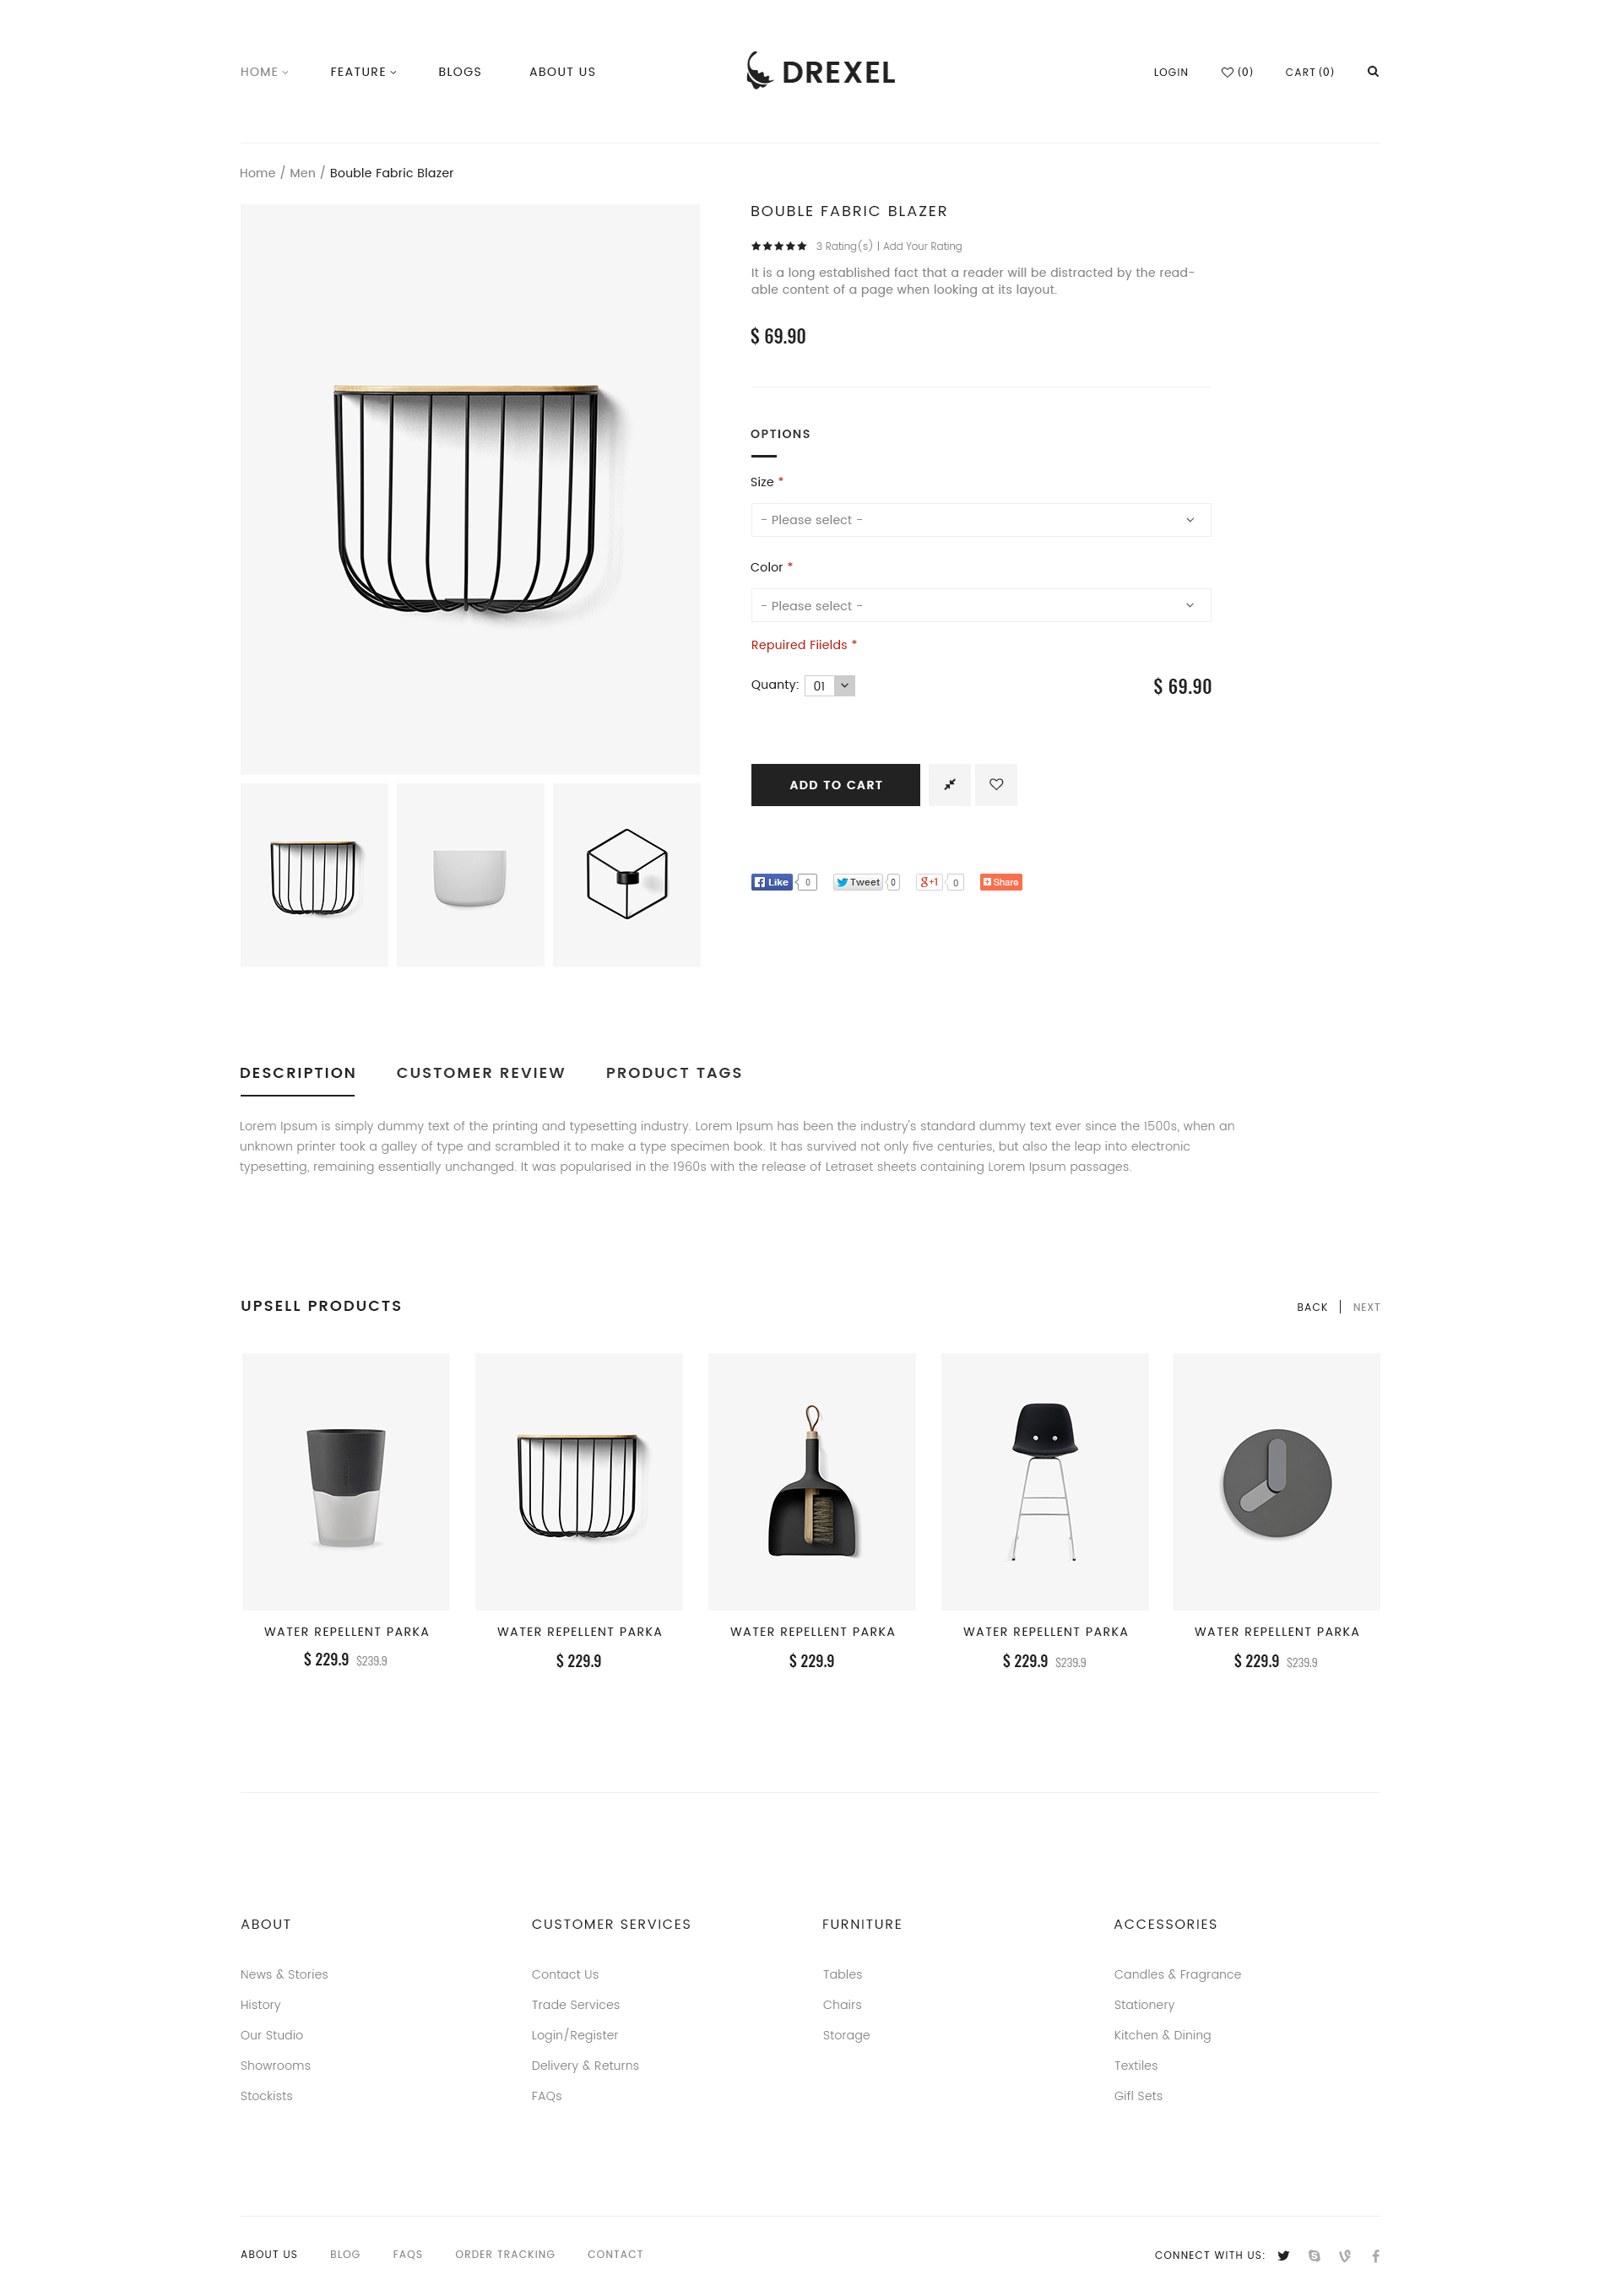 HOME FEATURE BLOGS ABOUT US DREXEL LOGIN (0) CART (0)
Home / Men / Bouble Fabric Blazer
BOUBLE FABRIC BLAZER
3 Rating(s) | Add Your Rating
It is a long established fact that a reader will be distracted by the read-
able content of a page when looking at its layout.
$ 69.90
OPTIONS
Size *
- Please select -
Color *
- Please select -
Repuired Fiields *
Quanty: 01 $ 69.90
ADD TO CART
Like 0 Tweet 0 g+1 0 Share
DESCRIPTION CUSTOMER REVIEW PRODUCT TAGS
Lorem Ipsum is simply dummy text of the printing and typesetting industry. Lorem Ipsum has been the industry's standard dummy text ever since the 1500s, when an
unknown printer took a galley of type and scrambled it to make a type specimen book. It has survived not only five centuries, but also the leap into electronic
typesetting, remaining essentially unchanged. It was popularised in the 1960s with the release of Letraset sheets containing Lorem Ipsum passages.
UPSELL PRODUCTS BACK | NEXT
WATER REPELLENT PARKA WATER REPELLENT PARKA WATER REPELLENT PARKA WATER REPELLENT PARKA WATER REPELLENT PARKA
$ 229.9 $239.9 $ 229.9 $ 229.9 $ 229.9 $239.9 $ 229.9 $239.9
ABOUT
News & Stories
History
Our Studio
Showrooms
Stockists
CUSTOMER SERVICES
Contact Us
Trade Services
Login/Register
Delivery & Returns
FAQs
FURNITURE
Tables
Chairs
Storage
ACCESSORIES
Candles & Fragrance
Stationery
Kitchen & Dining
Textiles
Gifl Sets
ABOUT US BLOG FAQS ORDER TRACKING CONTACT CONNECT WITH US: